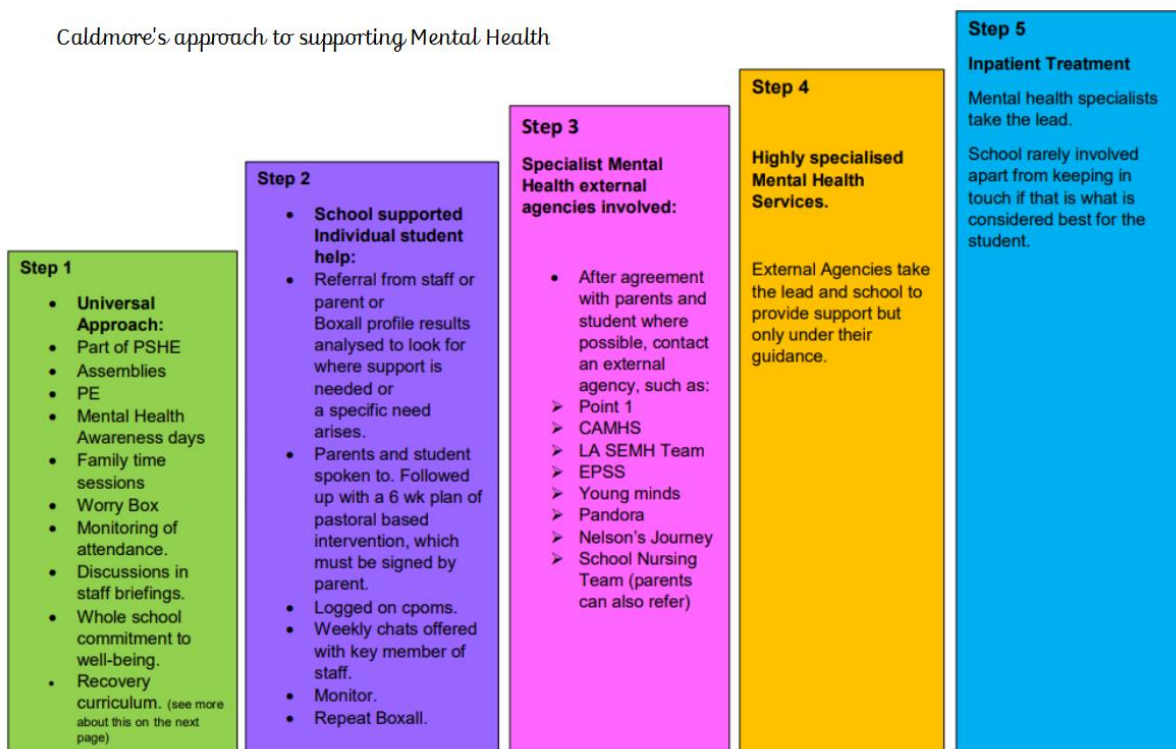 Caldmore's approach to supporting Mental Health
Step 1
• Universal
Approach:
• Part of PSHE
• Assemblies
• PE
• Mental Health
Awareness days
• Family time
sessions
• Worry Box
• Monitoring of
attendance.
• Discussions in
staff briefings.
• Whole school
commitment to
well-being.
• Recovery
curriculum. (see more
about this on the next
page)
Step 2
• School supported
Individual student
help:
• Referral from staff or
parent or
Boxall profile results
analysed to look for
where support is
needed or
a specific need
arises.
• Parents and student
spoken to. Followed
up with a 6 wk plan of
pastoral based
intervention, which
must be signed by
parent.
• Logged on cpoms.
• Weekly chats offered
with key member of
staff.
• Monitor.
• Repeat Boxall.
Step 3
Specialist Mental
Health external
agencies involved:
• After agreement
with parents and
student where
possible, contact
an external
agency, such as:
➢ Point 1
➢ CAMHS
➢ LA SEMH Team
➢ EPSS
➢ Young minds
➢ Pandora
➢ Nelson's Journey
➢ School Nursing
Team (parents
can also refer)
Step 4
Highly specialised
Mental Health
Services.
External Agencies take
the lead and school to
provide support but
only under their
guidance.
Step 5
Inpatient Treatment
Mental health specialists
take the lead.
School rarely involved
apart from keeping in
touch if that is what is
considered best for the
student.